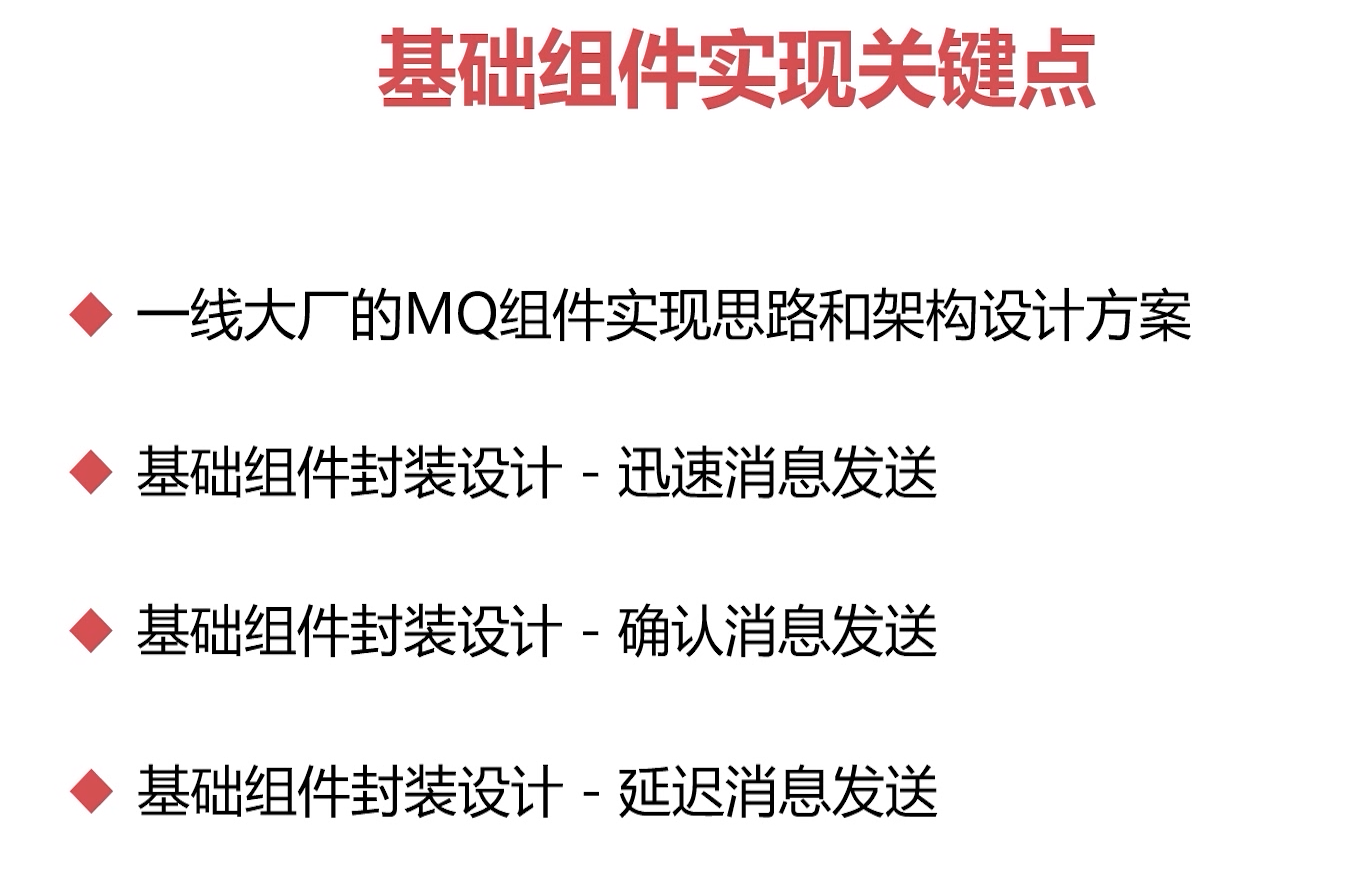 基础组件实现关键点
一线大厂的MQ组件实现思路和架构设计方案
基础组件封装设计 - 迅速消息发送
基础组件封装设计 - 确认消息发送
基础组件封装设计 - 延迟消息发送